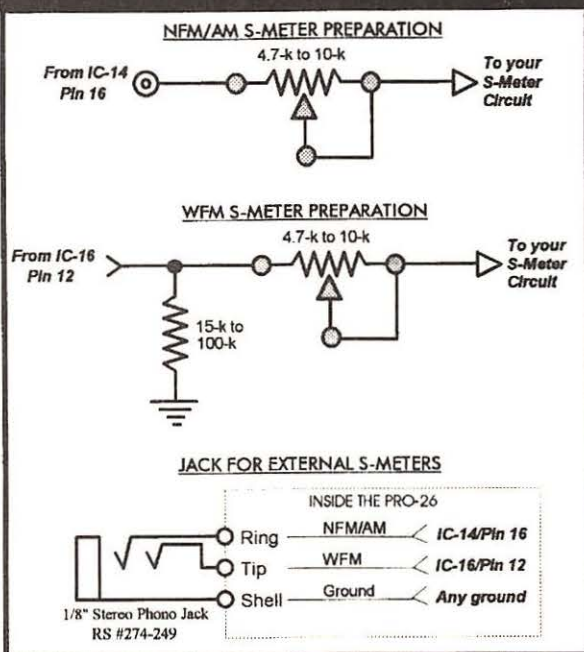 NFM/AM S-METER PREPARATION
4.7-k to 10-k
From IC-14
Pin 16
To your
S-Meter
Circuit
WFM S-METER PREPARATION
4.7-k to 10-k
From IC-16
Pin 12
To your
S-Meter
Circuit
15-k to
100-k
JACK FOR EXTERNAL S-METERS
INSIDE THE PRO-26
Ring NFM/AM IC-14/Pin 16
Tip WFM IC-16/Pin 12
Shell Ground Any ground
1/8" Stereo Phono Jack
RS #274-249